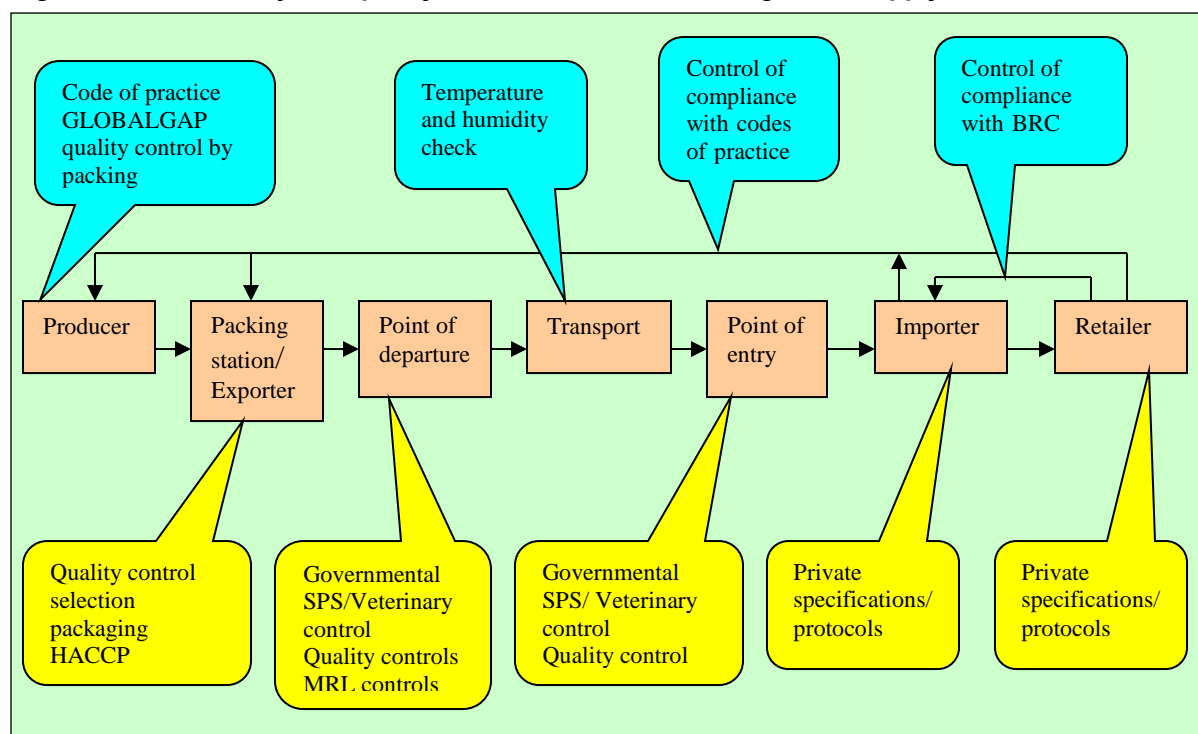 Code of practice
GLOBALGAP
quality control by
packing
Temperature
and humidity
check
Control of
compliance
with codes
of practice
Control of
compliance
with BRC
Producer
Packing
station/
Exporter
Point of
departure
Transport
Point of
entry
Importer
Retailer
Quality control
selection
packaging
HACCP
Governmental
SPS/Veterinary
control
Quality controls
MRL controls
Governmental
SPS/ Veterinary
control
Quality control
Private
specifications/
protocols
Private
specifications/
protocols